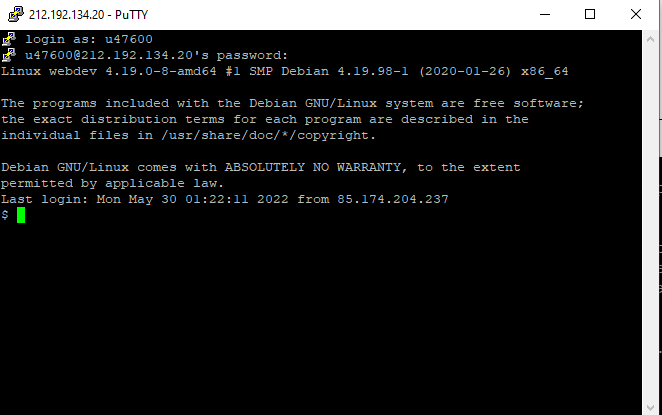 212.192.134.20 - PuTTY
login as: u47600
u47600@212.192.134.20's password:
Linux webdev 4.19.0-8-amd64 #1 SMP Debian 4.19.98-1 (2020-01-26) x86_64
The programs included with the Debian GNU/Linux system are free software;
the exact distribution terms for each program are described in the
individual files in /usr/share/doc/*/copyright.
Debian GNU/Linux comes with ABSOLUTELY NO WARRANTY, to the extent
permitted by applicable law.
Last login: Mon May 30 01:22:11 2022 from 85.174.204.237
$